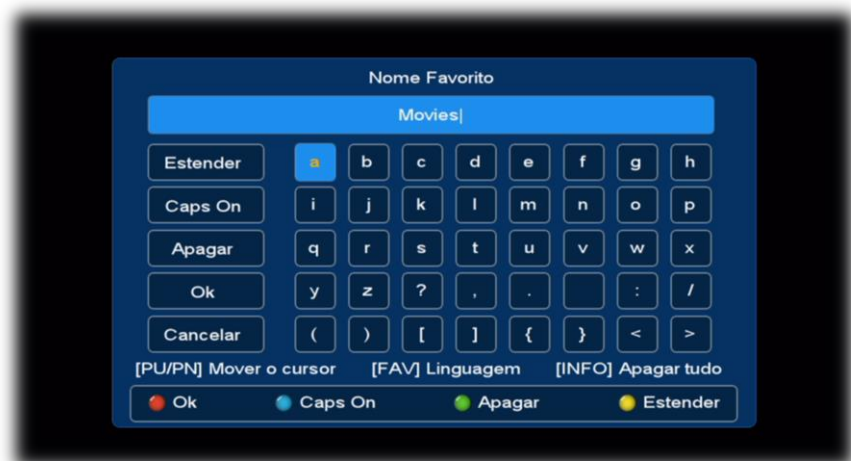 Nome Favorito
Movies|
Estender a b c d e f g h
Caps On i j k l m n o p
Apagar q r s t u v w x
Ok y z ? , . : /
Cancelar ( ) [ ] { } < >
[PU/PN] Mover o cursor [FAV] Linguagem [INFO] Apagar tudo
Ok Caps On Apagar Estender